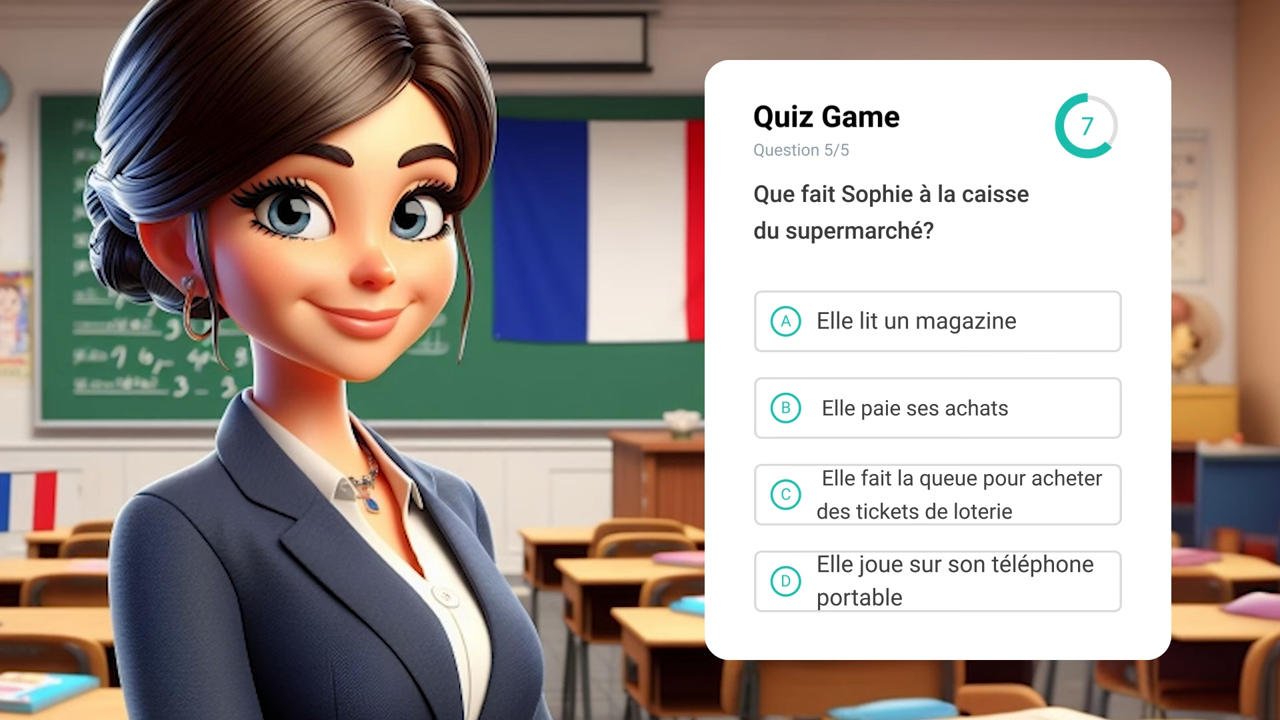 Quiz Game
7
Question 5/5
Que fait Sophie à la caisse
du supermarché?
A Elle lit un magazine
B Elle paie ses achats
C Elle fait la queue pour acheter
des tickets de loterie
D Elle joue sur son téléphone
portable